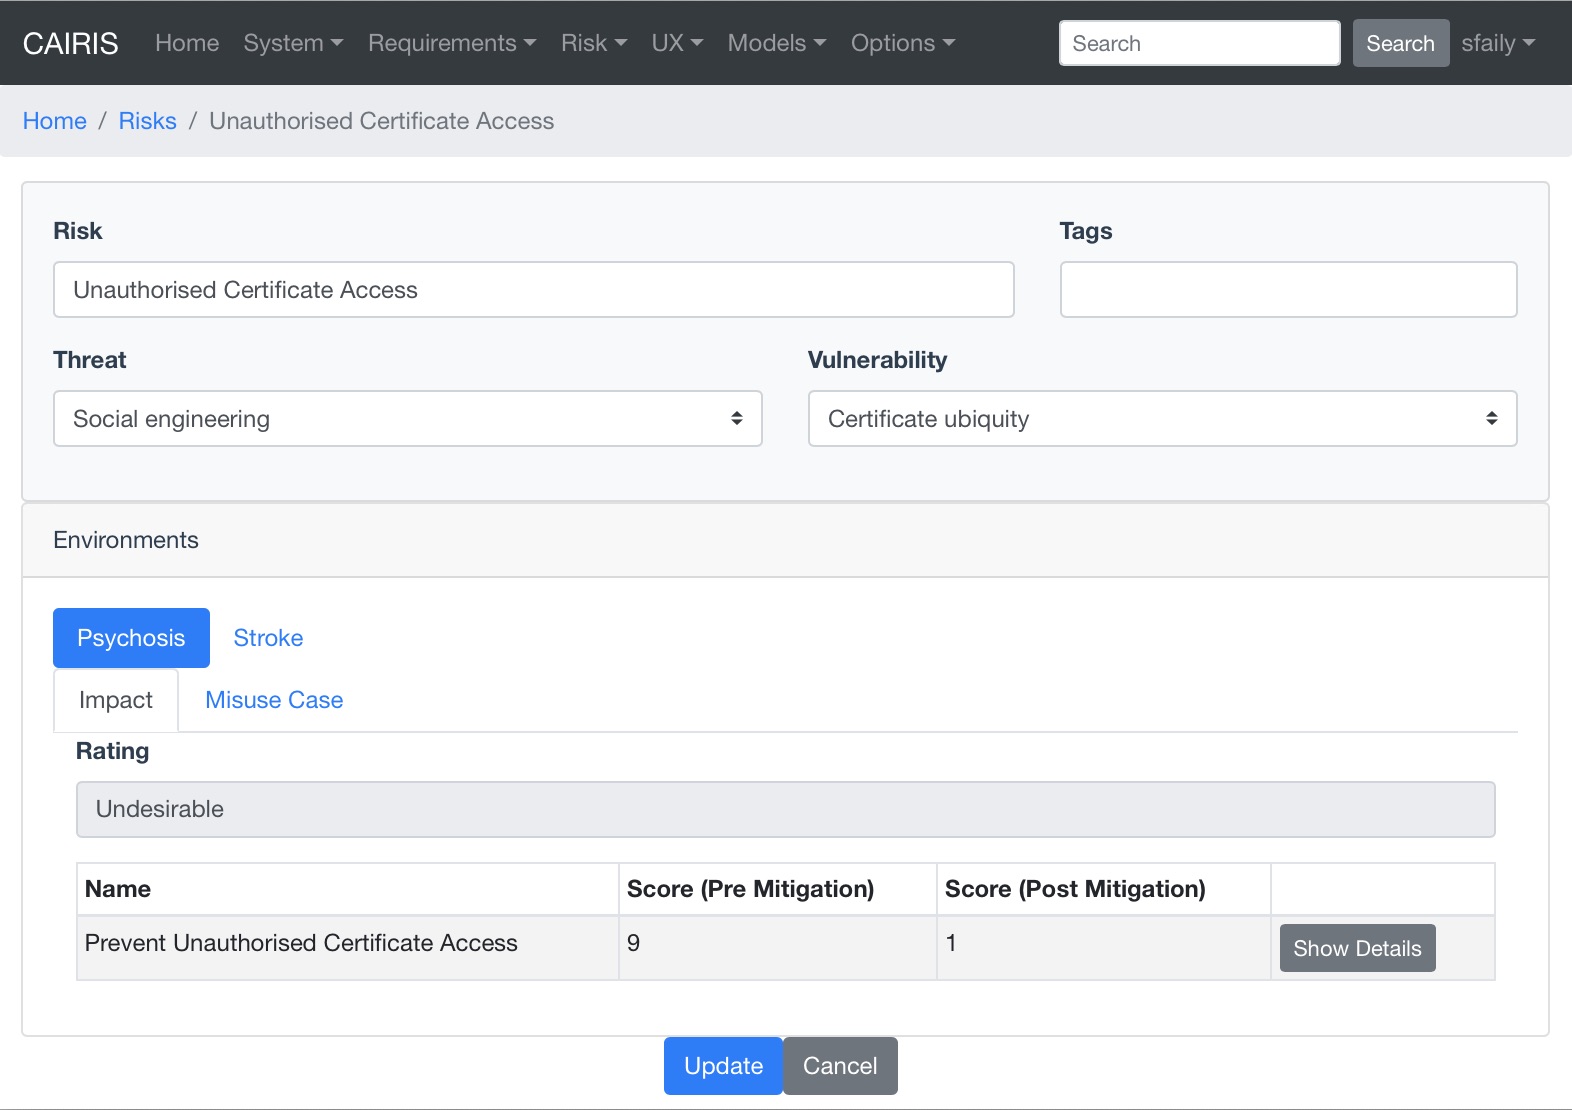 CAIRIS Home System Requirements Risk UX Models Options Search Search sfaily
Home / Risks / Unauthorised Certificate Access
Risk Tags
Unauthorised Certificate Access
Threat Vulnerability
Social engineering Certificate ubiquity
Environments
Psychosis Stroke
Impact Misuse Case
Rating
Undesirable
Name Score (Pre Mitigation) Score (Post Mitigation)
Prevent Unauthorised Certificate Access 9 1 Show Details
Update Cancel